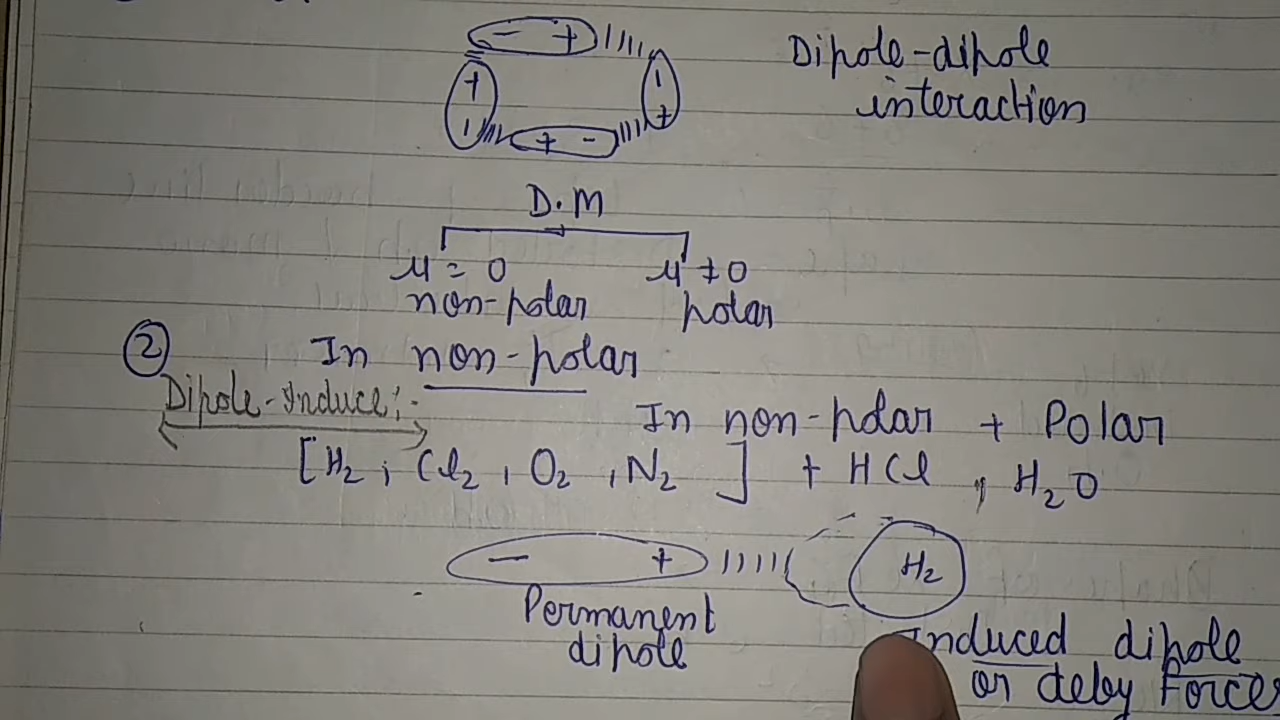 Dipole-dipole
interaction
- +
+ -
- +
+ -
D.M
μ = 0 μ ≠ 0
non-polar polar
② In non-polar
Dipole-Induce:-
In non-polar + Polar
[H₂, Cl₂, O₂, N₂] + HCl, H₂O
- + H₂
Permanent
dipole
Induced dipole
or deby Forces